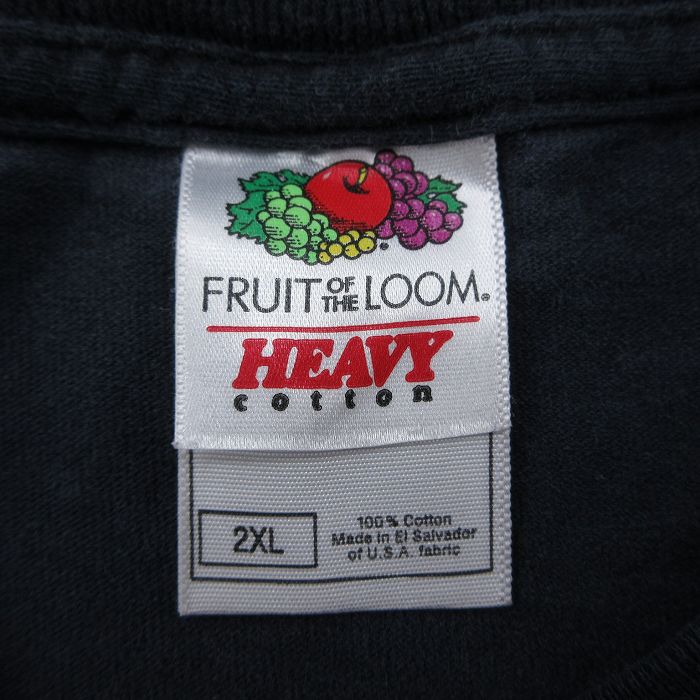 FRUIT OF THE LOOM®
HEAVY
cotton
2XL
100% Cotton
Made in El Salvador
of U.S.A. fabric